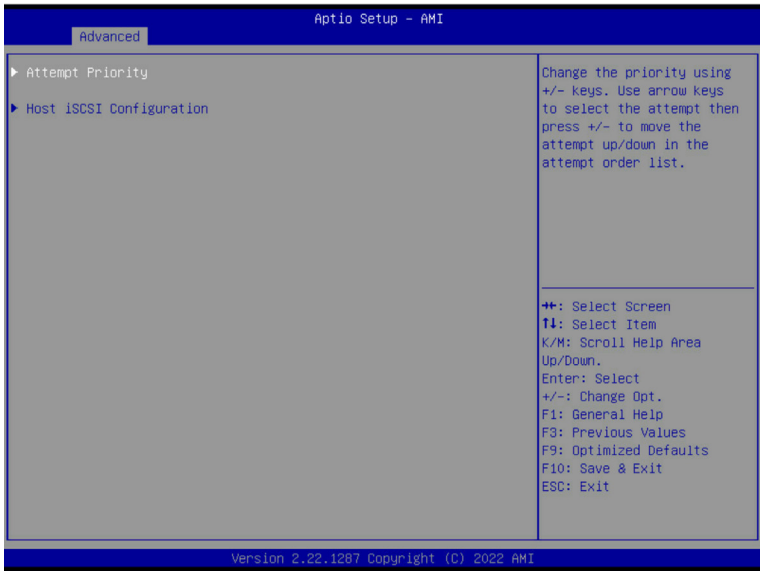 Aptio Setup – AMI
Advanced
▶ Attempt Priority
▶ Host iSCSI Configuration
Change the priority using
+/– keys. Use arrow keys
to select the attempt then
press +/– to move the
attempt up/down in the
attempt order list.
→←: Select Screen
↑↓: Select Item
K/M: Scroll Help Area
Up/Down.
Enter: Select
+/–: Change Opt.
F1: General Help
F3: Previous Values
F9: Optimized Defaults
F10: Save & Exit
ESC: Exit
Version 2.22.1287 Copyright (C) 2022 AMI